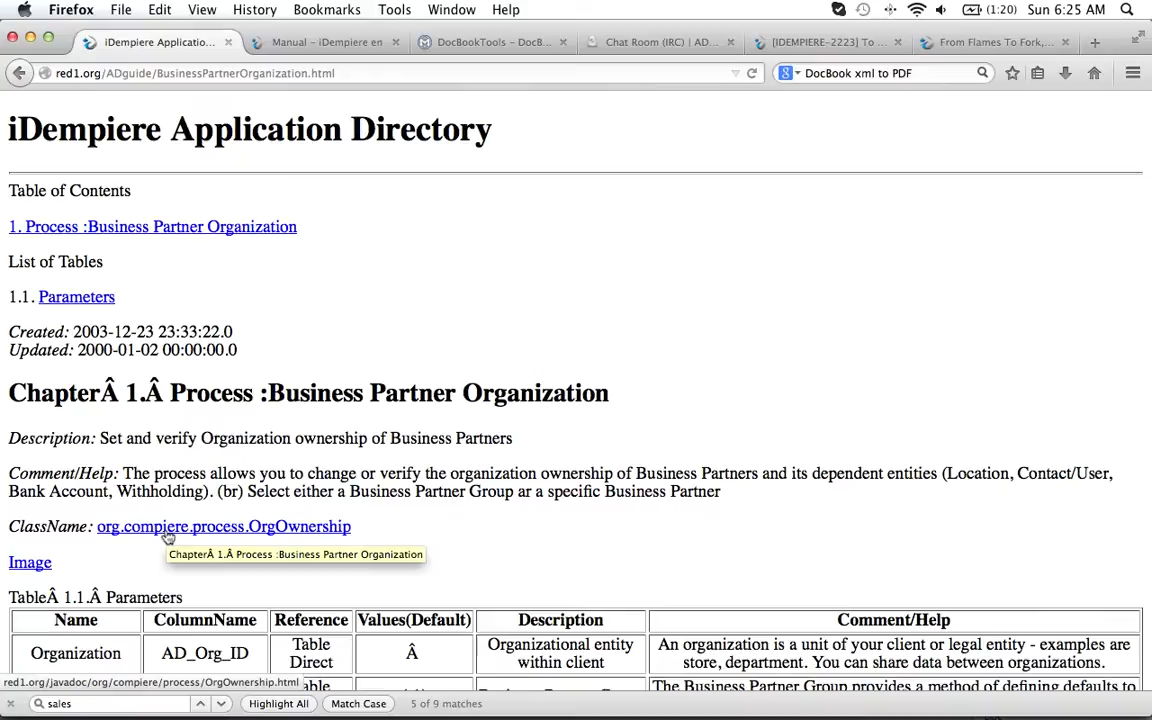 Firefox File Edit View History Bookmarks Tools Window Help (1:20) Sun 6:25 AM
iDempiere Applicatio... Manual – iDempiere en DocBookTools – DocB... Chat Room (IRC) | AD... [IDEMPIERE-2223] To ... From Flames To Fork,...
red1.org/ADguide/BusinessPartnerOrganization.html DocBook xml to PDF
iDempiere Application Directory
Table of Contents
1. Process :Business Partner Organization
List of Tables
1.1. Parameters
Created: 2003-12-23 23:33:22.0
Updated: 2000-01-02 00:00:00.0
ChapterÂ 1.Â Process :Business Partner Organization
Description: Set and verify Organization ownership of Business Partners
Comment/Help: The process allows you to change or verify the organization ownership of Business Partners and its dependent entities (Location, Contact/User,
Bank Account, Withholding). (br) Select either a Business Partner Group ar a specific Business Partner
ClassName: org.compiere.process.OrgOwnership
ChapterÂ 1.Â Process :Business Partner Organization
Image
TableÂ 1.1.Â Parameters
Name ColumnName Reference Values(Default) Description Comment/Help
Organization AD_Org_ID Table Direct Â Organizational entity within client An organization is a unit of your client or legal entity - examples are store, department. You can share data between organizations.
The Business Partner Group provides a method of defining defaults to
red1.org/javadoc/org/compiere/process/OrgOwnership.html
sales Highlight All Match Case 5 of 9 matches